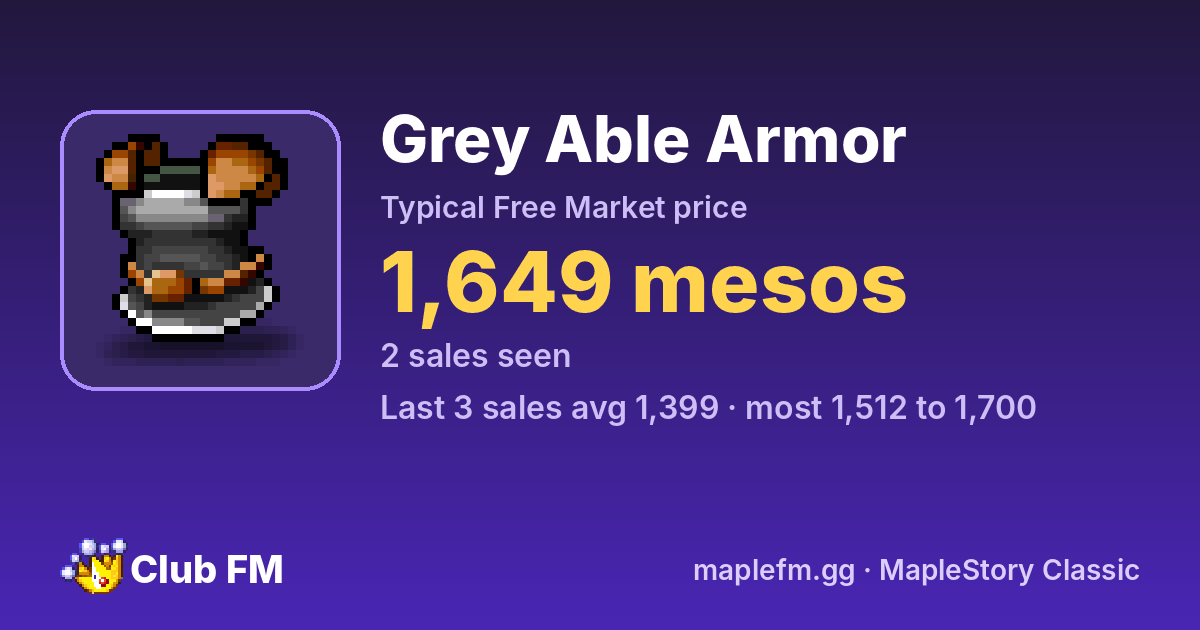 Grey Able Armor
Typical Free Market price
1,649 mesos
2 sales seen
Last 3 sales avg 1,399 · most 1,512 to 1,700
Club FM
maplefm.gg · MapleStory Classic